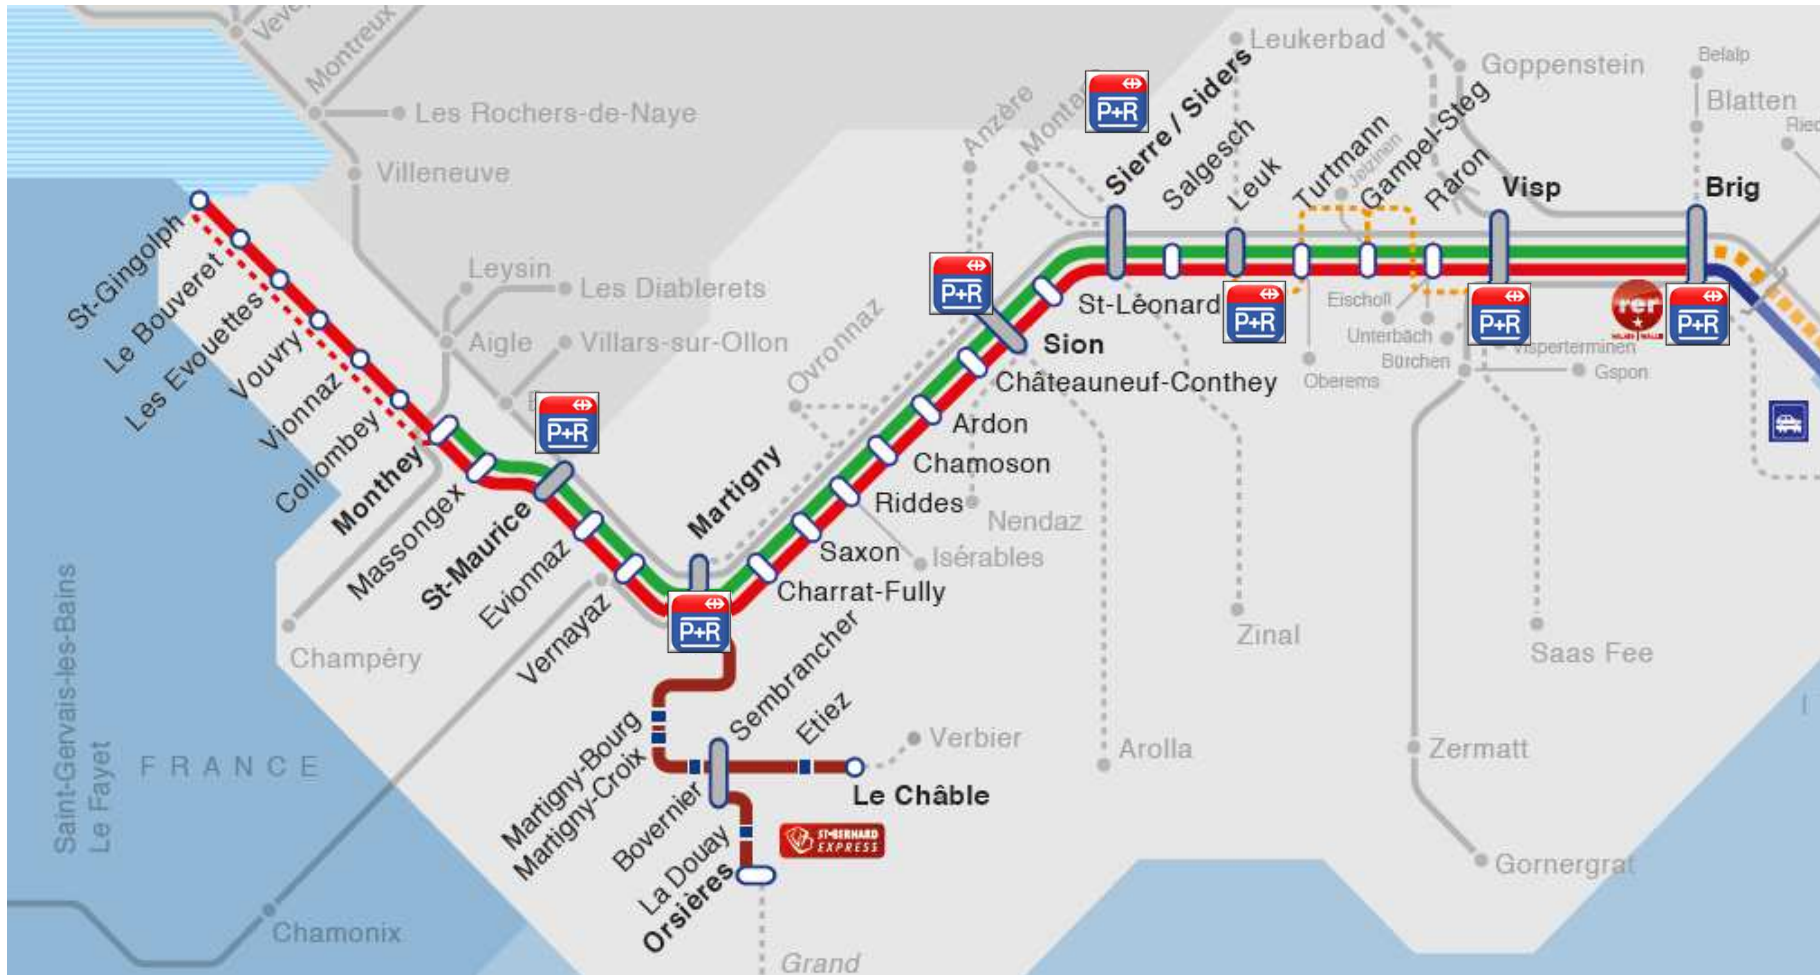 Vevey
Montreux
Les Rochers-de-Naye
Villeneuve
Leysin
Les Diablerets
Aigle
Villars-sur-Ollon
St-Gingolph
Le Bouveret
Les Evouettes
Vouvry
Vionnaz
Collombey
Monthey
Massongex
St-Maurice
Evionnaz
Vernayaz
P+R
Champéry
Saint-Gervais-les-Bains
Le Fayet
FRANCE
Chamonix
Martigny
P+R
Ovronnaz
Anzère
P+R
P+R
Sierre / Siders
Salgesch
Leukerbad
Leuk
Turtmann
Jeizinen
Gampel-Steg
Raron
Goppenstein
Visp
Belalp
Blatten
Brig
St-Léonard
Sion
Châteauneuf-Conthey
Ardon
Chamoson
Riddes
Nendaz
Isérables
Saxon
Charrat-Fully
P+R
Eischoll
Unterbäch
Bürchen
Oberems
P+R
Visperterminen
Gspon
rer
P+R
Zinal
Arolla
Saas Fee
Zermatt
Gornergrat
Martigny-Bourg
Martigny-Croix
Bovernier
Sembrancher
Etiez
Verbier
Le Châble
La Douay
Orsières
ST-BERNARD
EXPRESS
Grand